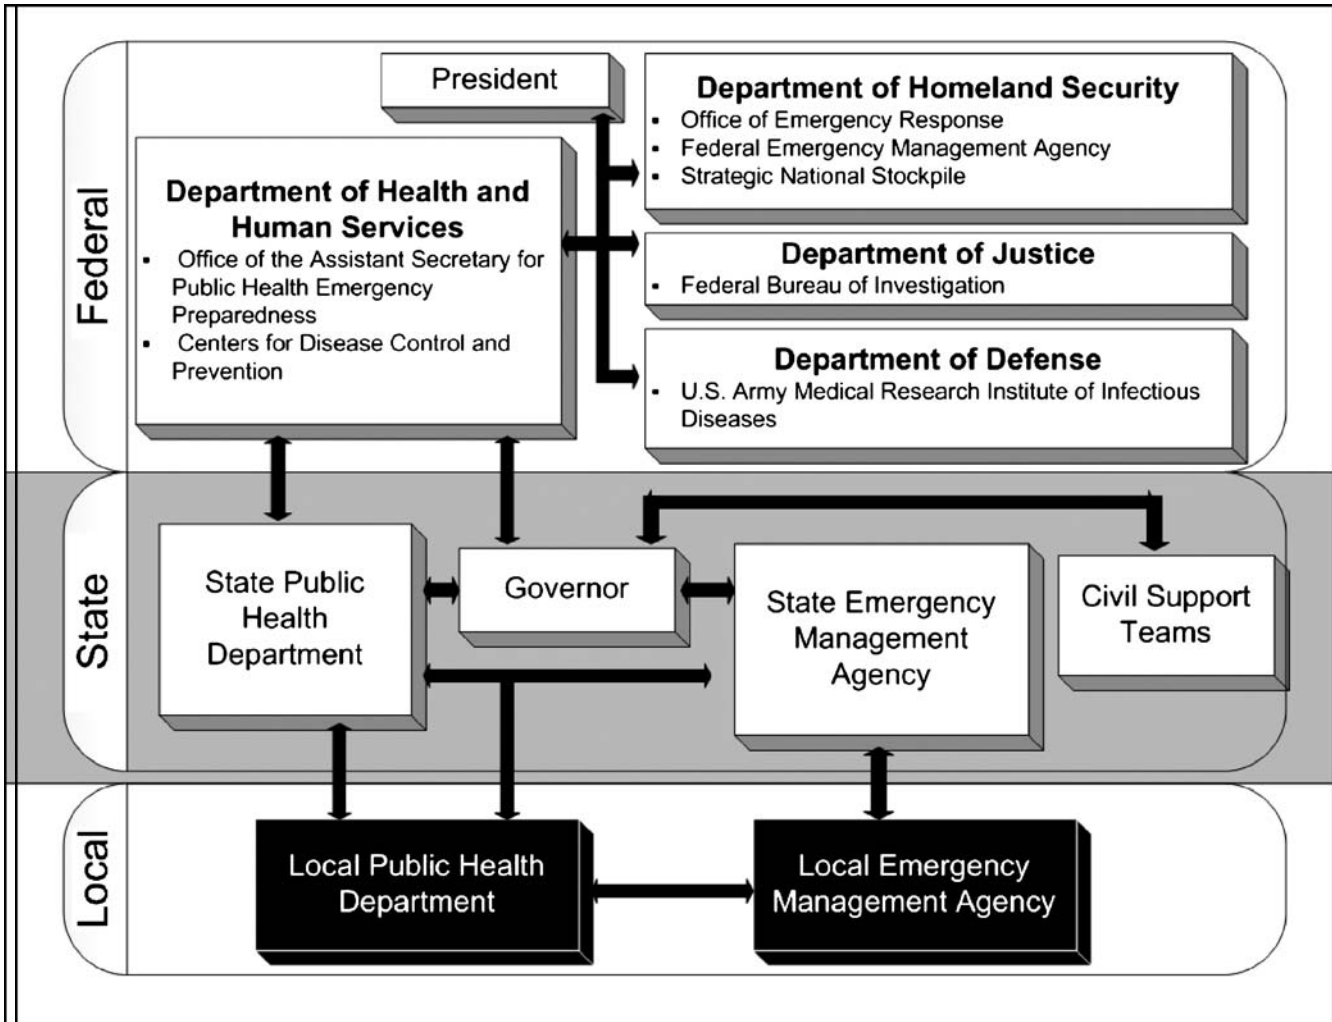 Federal
President
Department of Homeland Security
▪ Office of Emergency Response
▪ Federal Emergency Management Agency
▪ Strategic National Stockpile
Department of Health and
Human Services
▪ Office of the Assistant Secretary for
Public Health Emergency
Preparedness
▪ Centers for Disease Control and
Prevention
Department of Justice
▪ Federal Bureau of Investigation
Department of Defense
▪ U.S. Army Medical Research Institute of Infectious
Diseases
State
State Public
Health
Department
Governor
State Emergency
Management
Agency
Civil Support
Teams
Local
Local Public Health
Department
Local Emergency
Management Agency